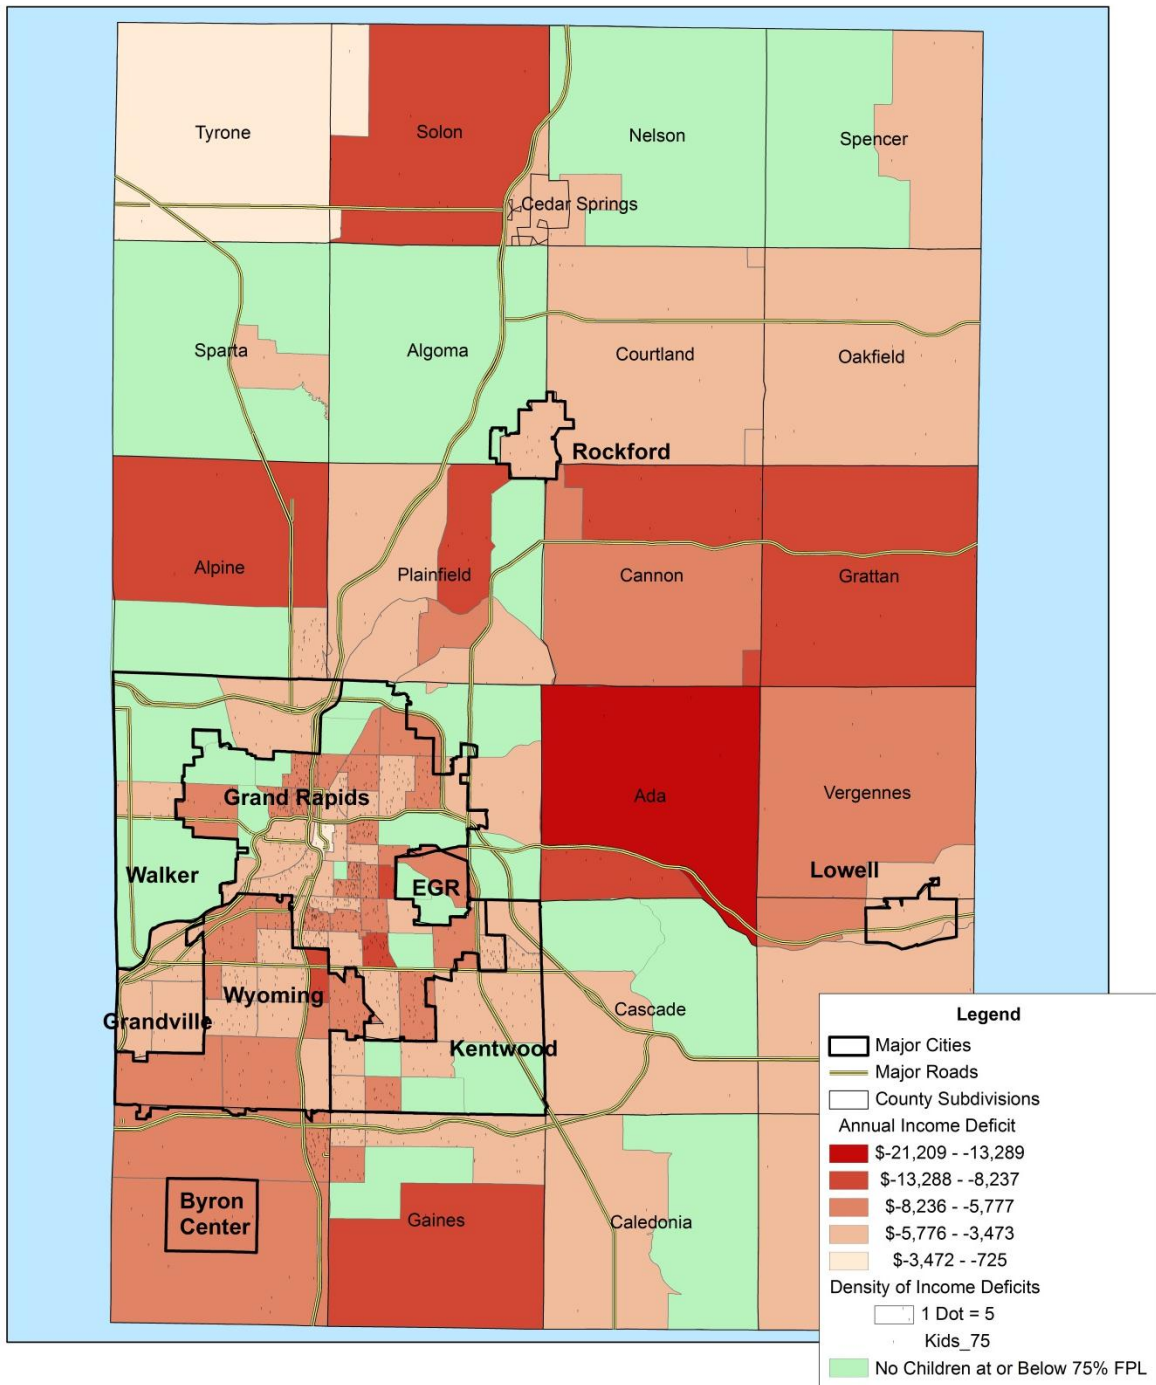 Tyrone
Solon
Nelson
Spencer
Cedar Springs
Sparta
Algoma
Courtland
Oakfield
Rockford
Alpine
Plainfield
Cannon
Grattan
Grand Rapids
Ada
Vergennes
Walker
EGR
Lowell
Wyoming
Grandville
Kentwood
Cascade
Byron
Center
Gaines
Caledonia
Legend
Major Cities
Major Roads
County Subdivisions
Annual Income Deficit
$-21,209 - -13,289
$-13,288 - -8,237
$-8,236 - -5,777
$-5,776 - -3,473
$-3,472 - -725
Density of Income Deficits
1 Dot = 5
Kids_75
No Children at or Below 75% FPL